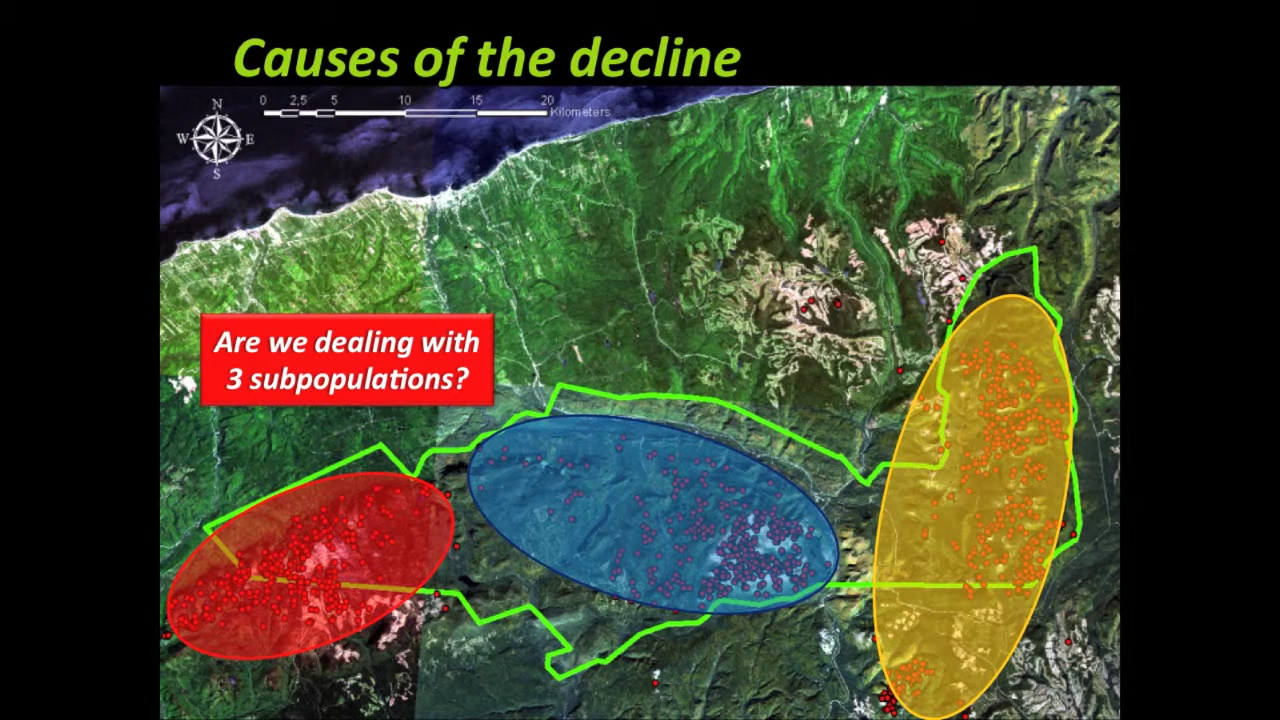 Causes of the decline
0 2,5 5 10 15 20
Kilometers
N
W E
S
Are we dealing with
3 subpopulations?